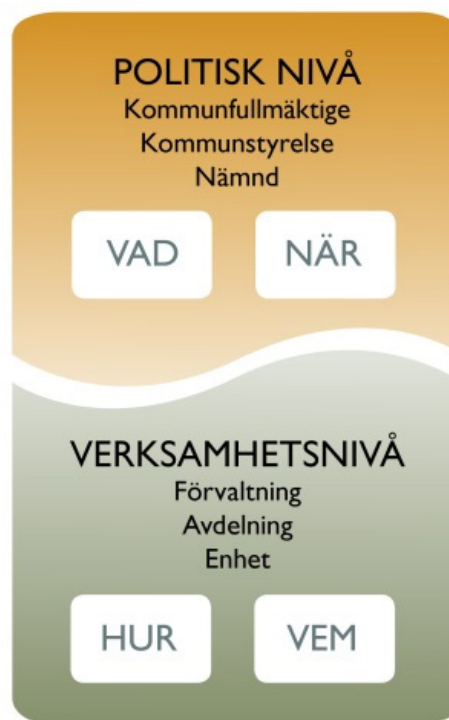 POLITISK NIVÅ
Kommunfullmäktige
Kommunstyrelse
Nämnd
VAD NÄR
VERKSAMHETSNIVÅ
Förvaltning
Avdelning
Enhet
HUR VEM